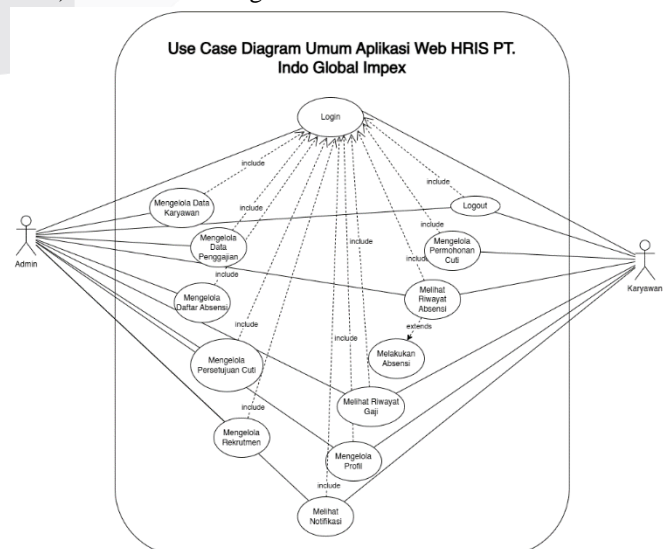 Use Case Diagram Umum Aplikasi Web HRIS PT.
Indo Global Impex
Login
include
include
Mengelola Data
Karyawan
include
Logout
Mengelola
Data
Penggajian
include
include
Mengelola
Permohonan
Cuti
Admin
include
includ
Karyawan
Mengelola
Daftar Absensi
Melihat
Riwayat
Absensi
include
extends
include
Mengelola
Persetujuan Cuti
Melakukan
Absensi
Melihat Riwayat
Gaji
include
Mengelola
Rekrutmen
Mengelola
Profil
include
Melihat
Notifikasi